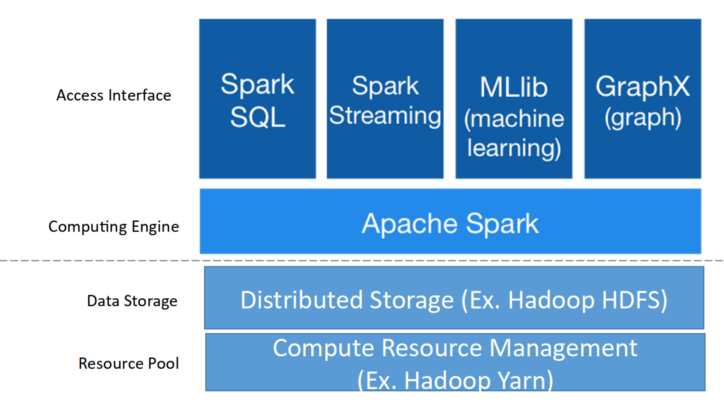 Access Interface
Spark
SQL
Spark
Streaming
MLlib
(machine
learning)
GraphX
(graph)
Computing Engine
Apache Spark
Data Storage
Distributed Storage (Ex. Hadoop HDFS)
Resource Pool
Compute Resource Management
(Ex. Hadoop Yarn)